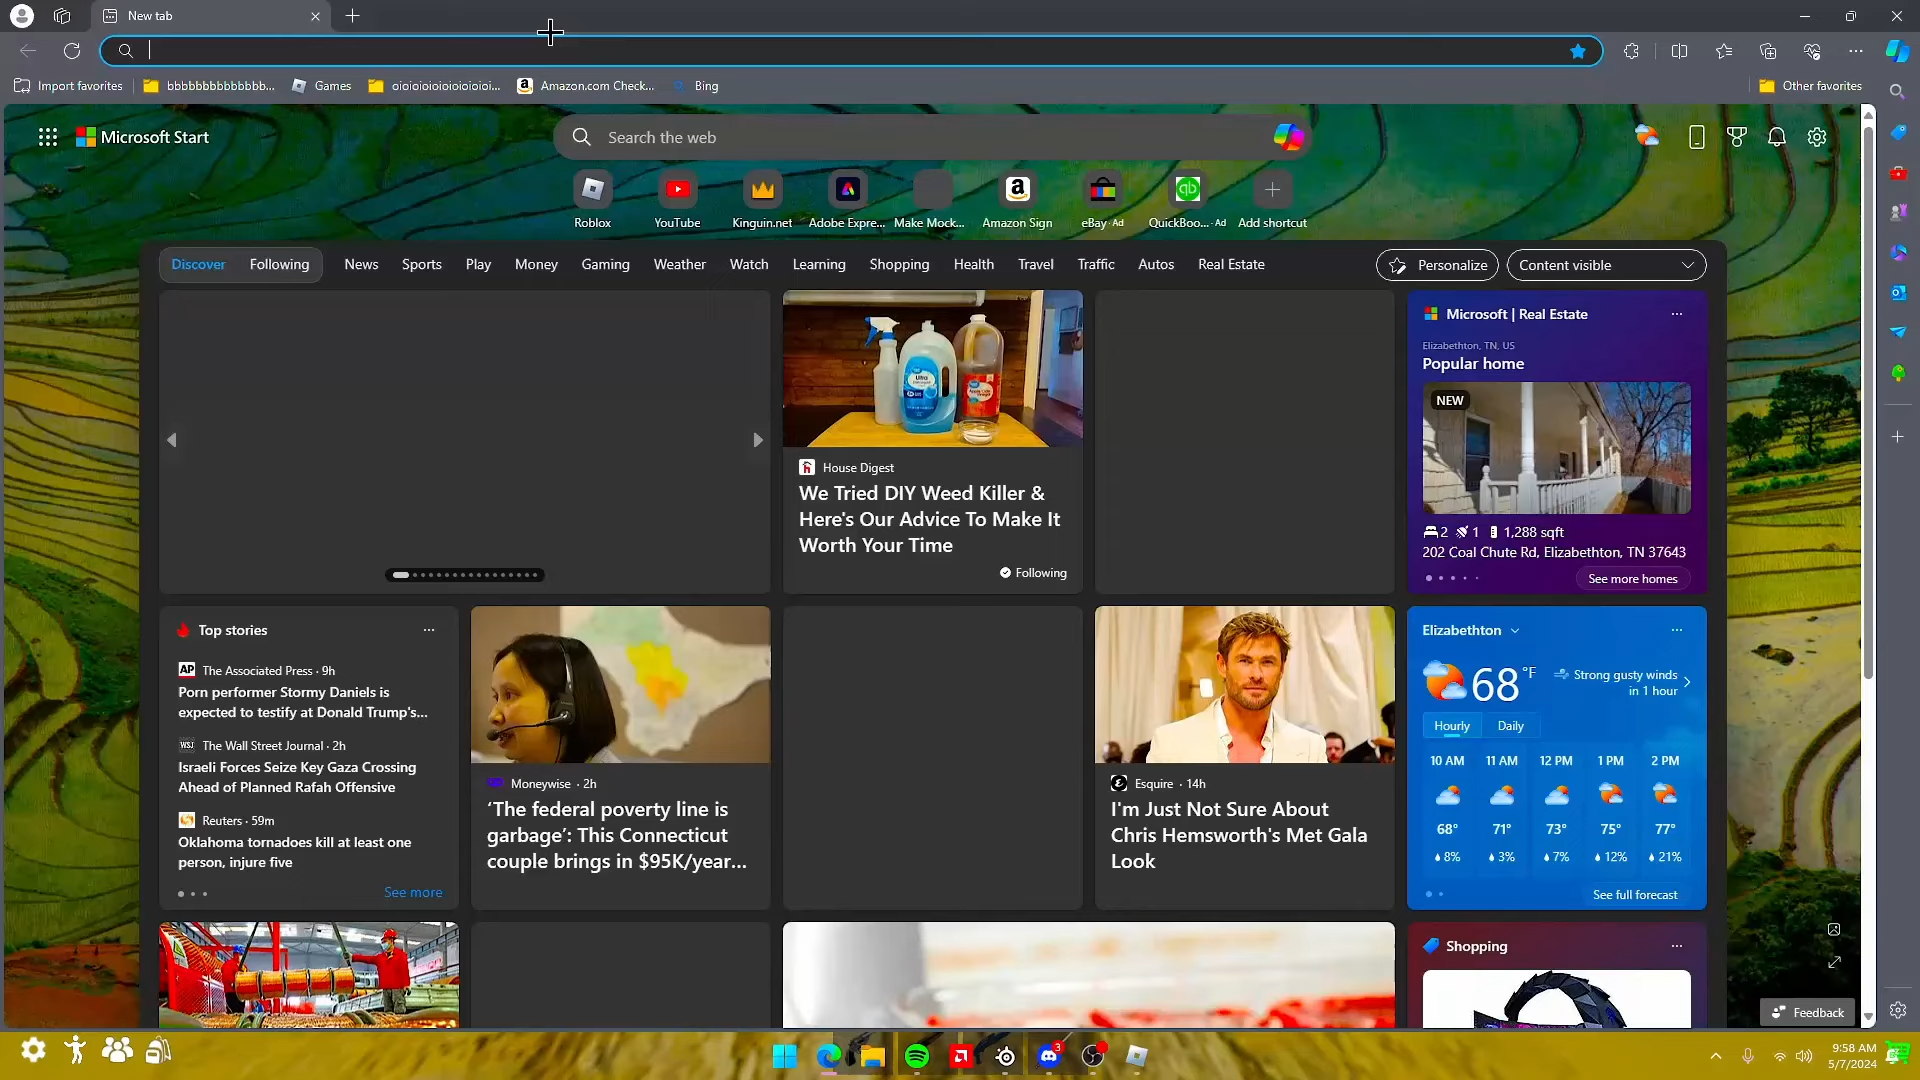 New tab
Import favorites
bbbbbbbbbbbbbb...
Games
oioioioioioioioioi...
Amazon.com Check...
Bing
Other favorites
Microsoft Start
Search the web
Roblox
YouTube
Kinguin.net
Adobe Expre...
Make Mock...
Amazon Sign
eBay · Ad
QuickBoo... · Ad
Add shortcut
Discover
Following
News
Sports
Play
Money
Gaming
Weather
Watch
Learning
Shopping
Health
Travel
Traffic
Autos
Real Estate
Personalize
Content visible
House Digest
We Tried DIY Weed Killer &
Here's Our Advice To Make It
Worth Your Time
Following
Microsoft | Real Estate
Elizabethton, TN, US
Popular home
NEW
2 1 1,288 sqft
202 Coal Chute Rd, Elizabethton, TN 37643
See more homes
Top stories
AP The Associated Press · 9h
Porn performer Stormy Daniels is
expected to testify at Donald Trump's...
WSJ The Wall Street Journal · 2h
Israeli Forces Seize Key Gaza Crossing
Ahead of Planned Rafah Offensive
Reuters · 59m
Oklahoma tornadoes kill at least one
person, injure five
See more
Moneywise · 2h
‘The federal poverty line is
garbage’: This Connecticut
couple brings in $95K/year...
Esquire · 14h
I'm Just Not Sure About
Chris Hemsworth's Met Gala
Look
Elizabethton
68 °F
Strong gusty winds
in 1 hour
Hourly
Daily
10 AM 11 AM 12 PM 1 PM 2 PM
68° 71° 73° 75° 77°
8% 3% 7% 12% 21%
See full forecast
Shopping
Feedback
3
9:58 AM
5/7/2024